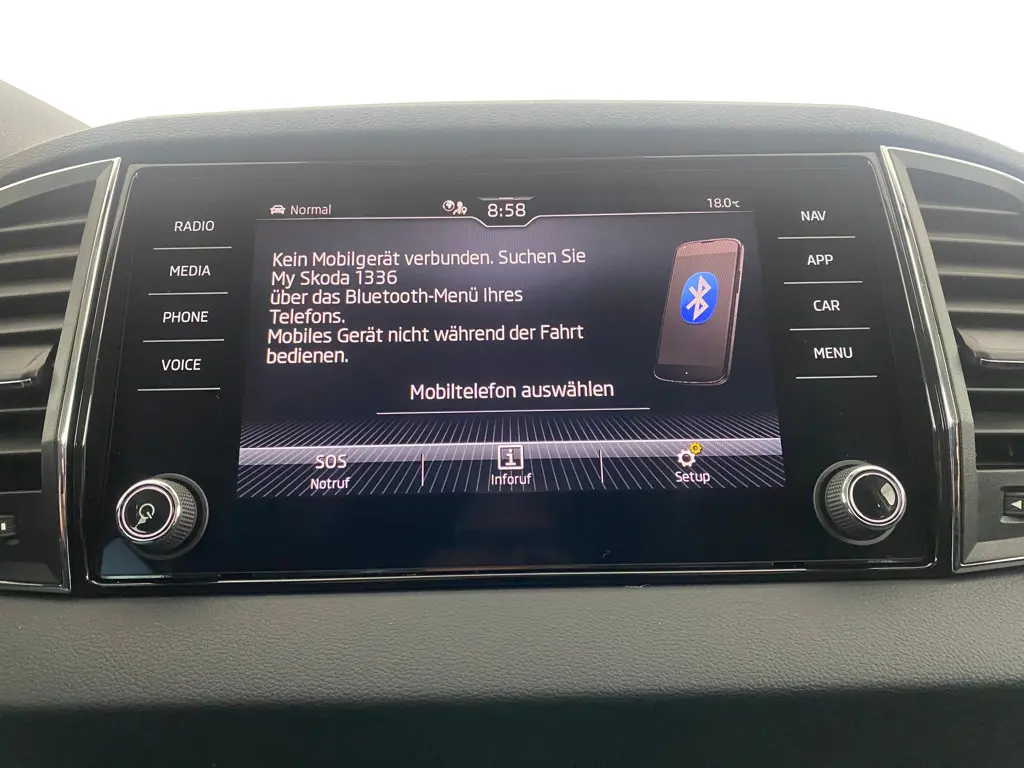 Normal
8:58
18.0°C
RADIO
MEDIA
PHONE
VOICE
Kein Mobilgerät verbunden. Suchen Sie
My Skoda 1336
über das Bluetooth-Menü Ihres
Telefons.
Mobiles Gerät nicht während der Fahrt
bedienen.
Mobiltelefon auswählen
SOS
Notruf
Inforuf
Setup
NAV
APP
CAR
MENU